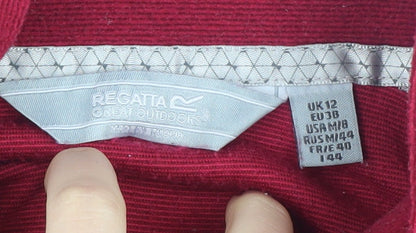 REGATTA
GREAT OUTDOORS
UK 12
EU 38
USA M/8
RUS M/44
FR/E 40
I 44